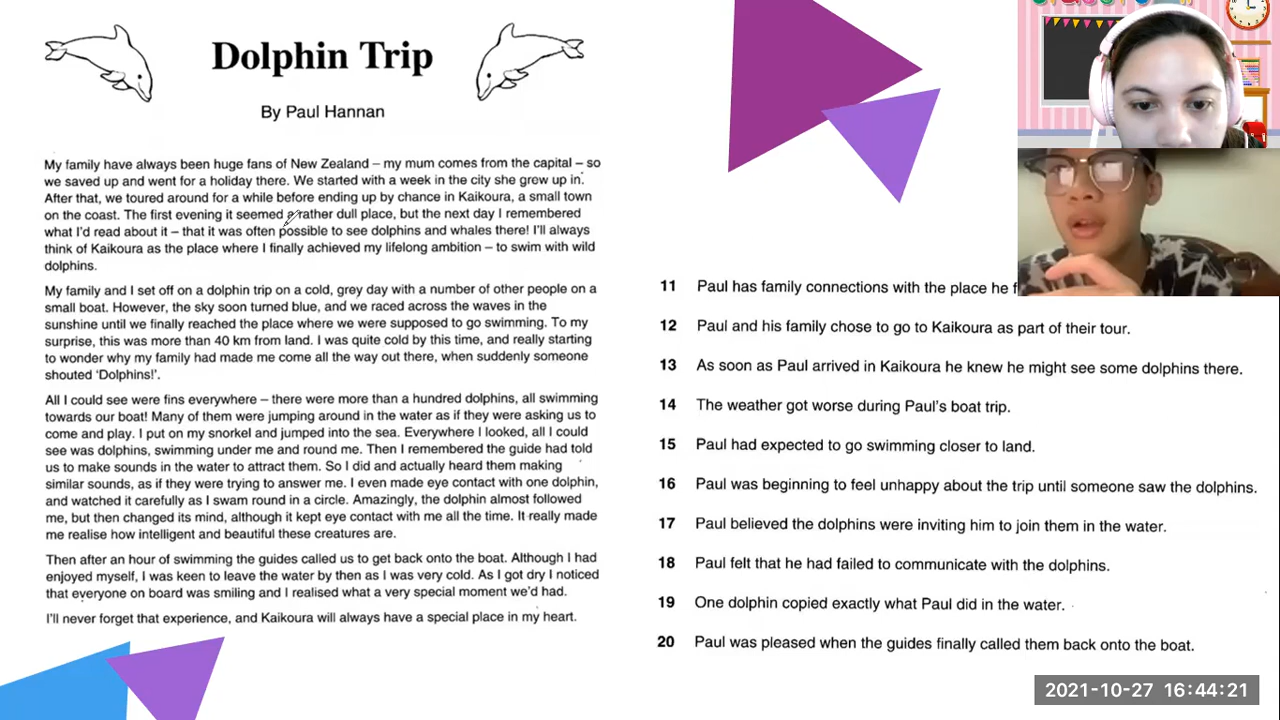 Dolphin Trip
By Paul Hannan
My family have always been huge fans of New Zealand – my mum comes from the capital – so
we saved up and went for a holiday there. We started with a week in the city she grew up in.
After that, we toured around for a while before ending up by chance in Kaikoura, a small town
on the coast. The first evening it seemed a rather dull place, but the next day I remembered
what I'd read about it – that it was often possible to see dolphins and whales there! I'll always
think of Kaikoura as the place where I finally achieved my lifelong ambition – to swim with wild
dolphins.
My family and I set off on a dolphin trip on a cold, grey day with a number of other people on a
small boat. However, the sky soon turned blue, and we raced across the waves in the
sunshine until we finally reached the place where we were supposed to go swimming. To my
surprise, this was more than 40 km from land. I was quite cold by this time, and really starting
to wonder why my family had made me come all the way out there, when suddenly someone
shouted 'Dolphins!'.
All I could see were fins everywhere – there were more than a hundred dolphins, all swimming
towards our boat! Many of them were jumping around in the water as if they were asking us to
come and play. I put on my snorkel and jumped into the sea. Everywhere I looked, all I could
see was dolphins, swimming under me and round me. Then I remembered the guide had told
us to make sounds in the water to attract them. So I did and actually heard them making
similar sounds, as if they were trying to answer me. I even made eye contact with one dolphin,
and watched it carefully as I swam round in a circle. Amazingly, the dolphin almost followed
me, but then changed its mind, although it kept eye contact with me all the time. It really made
me realise how intelligent and beautiful these creatures are.
Then after an hour of swimming the guides called us to get back onto the boat. Although I had
enjoyed myself, I was keen to leave the water by then as I was very cold. As I got dry I noticed
that everyone on board was smiling and I realised what a very special moment we'd had.
I'll never forget that experience, and Kaikoura will always have a special place in my heart.
11 Paul has family connections with the place he
12 Paul and his family chose to go to Kaikoura as part of their tour.
13 As soon as Paul arrived in Kaikoura he knew he might see some dolphins there.
14 The weather got worse during Paul's boat trip.
15 Paul had expected to go swimming closer to land.
16 Paul was beginning to feel unhappy about the trip until someone saw the dolphins.
17 Paul believed the dolphins were inviting him to join them in the water.
18 Paul felt that he had failed to communicate with the dolphins.
19 One dolphin copied exactly what Paul did in the water.
20 Paul was pleased when the guides finally called them back onto the boat.
2021-10-27 16:44:21